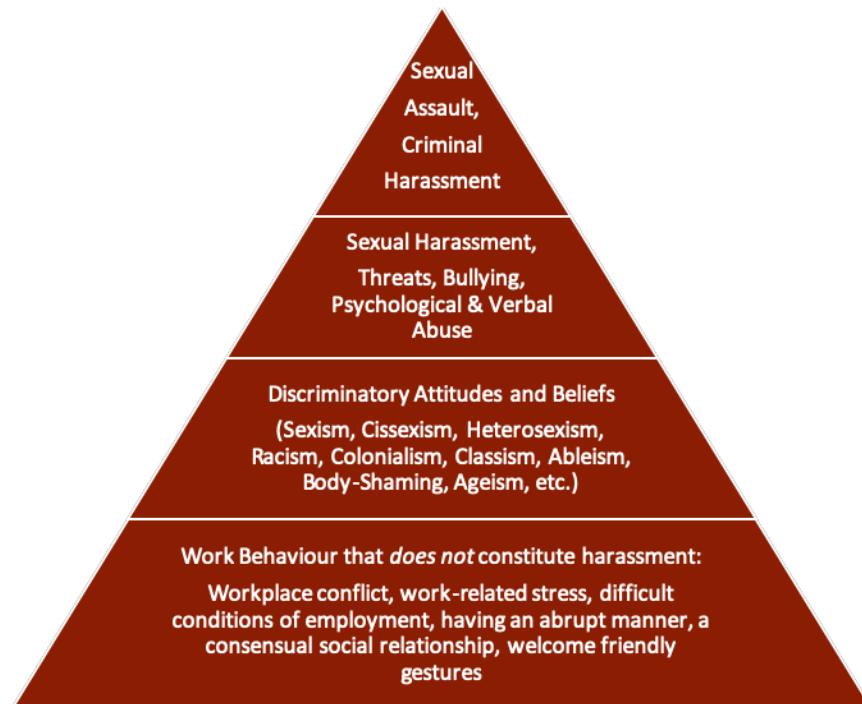 Sexual
Assault,
Criminal
Harassment
Sexual Harassment,
Threats, Bullying,
Psychological & Verbal
Abuse
Discriminatory Attitudes and Beliefs
(Sexism, Cissexism, Heterosexism,
Racism, Colonialism, Classism, Ableism,
Body-Shaming, Ageism, etc.)
Work Behaviour that does not constitute harassment:
Workplace conflict, work-related stress, difficult
conditions of employment, having an abrupt manner, a
consensual social relationship, welcome friendly
gestures